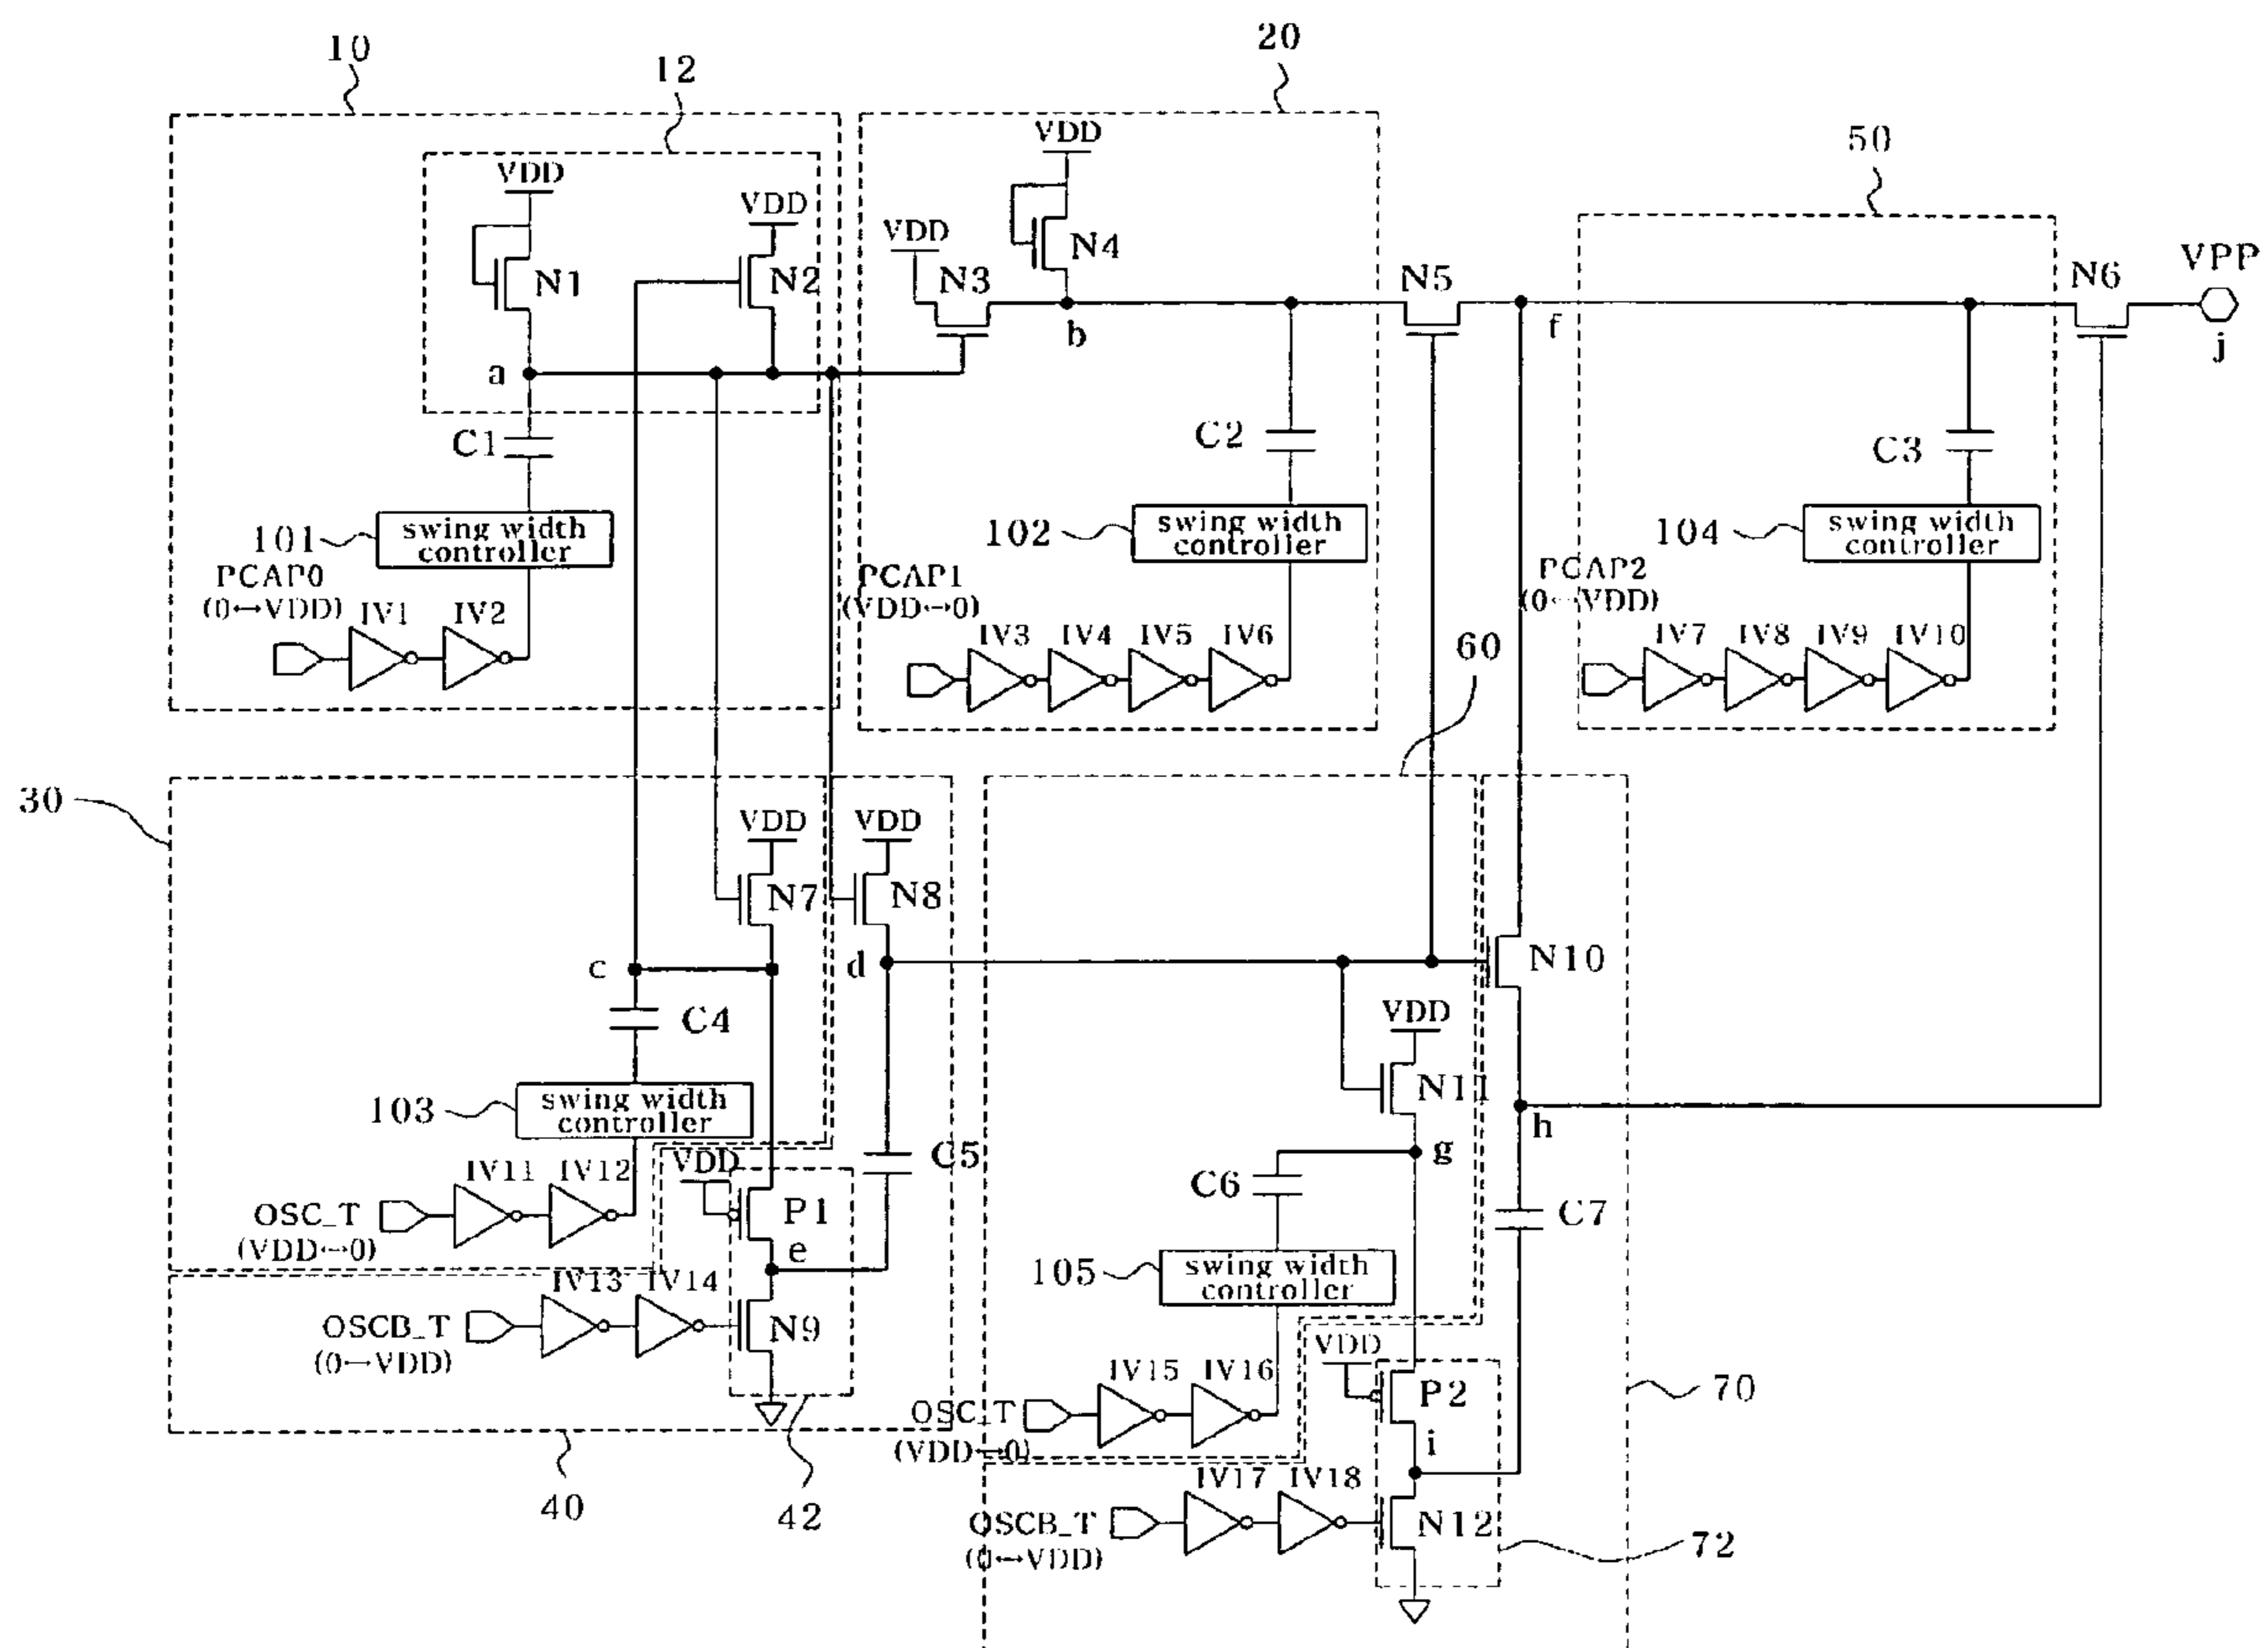 10
12
20
50
VDD
N1
VDD
N2
a
C1
101
swing width
controller
PCAP0
(0↔VDD)
IV1
IV2
VDD
N4
VDD
N3
b
C2
102
swing width
controller
PCAP1
(VDD↔0)
IV3
IV4
IV5
IV6
N5
f
C3
104
swing width
controller
PCAP2
(0↔VDD)
IV7
IV8
IV9
IV10
N6
VPP
j
60
30
VDD
N7
VDD
N8
c
d
C4
103
swing width
controller
C5
IV11
IV12
OSC_T
(VDD↔0)
VDD
P1
e
IV13
IV14
OSCB_T
(0↔VDD)
N9
40
42
N10
VDD
N11
g
h
C6
C7
105
swing width
controller
IV15
IV16
OSC_T
(VDD↔0)
VDD
P2
i
70
IV17
IV18
OSCB_T
(0↔VDD)
N12
72